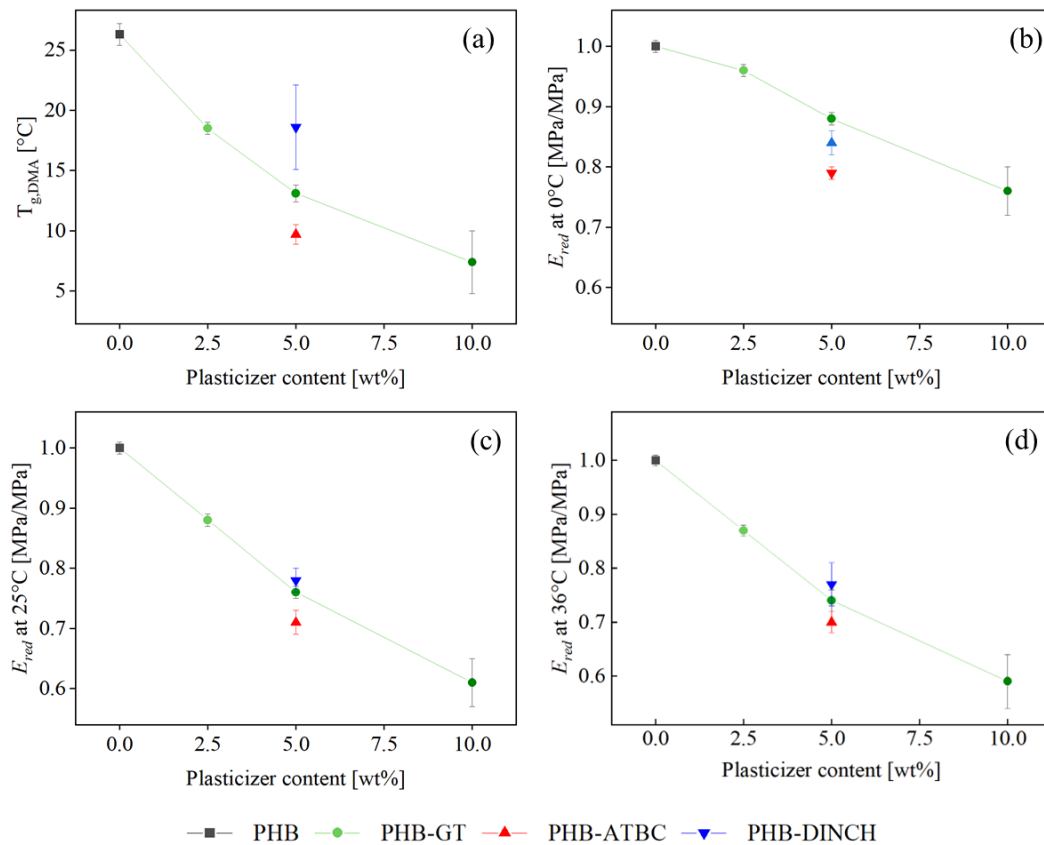 (a)
25
20
15
10
5
T g,DMA [°C]
0.0 2.5 5.0 7.5 10.0
Plasticizer content [wt%]
(b)
1.0
0.9
0.8
0.7
0.6
E red at 0°C [MPa/MPa]
0.0 2.5 5.0 7.5 10.0
Plasticizer content [wt%]
(c)
1.0
0.9
0.8
0.7
0.6
E red at 25°C [MPa/MPa]
0.0 2.5 5.0 7.5 10.0
Plasticizer content [wt%]
(d)
1.0
0.9
0.8
0.7
0.6
E red at 36°C [MPa/MPa]
0.0 2.5 5.0 7.5 10.0
Plasticizer content [wt%]
PHB PHB-GT PHB-ATBC PHB-DINCH